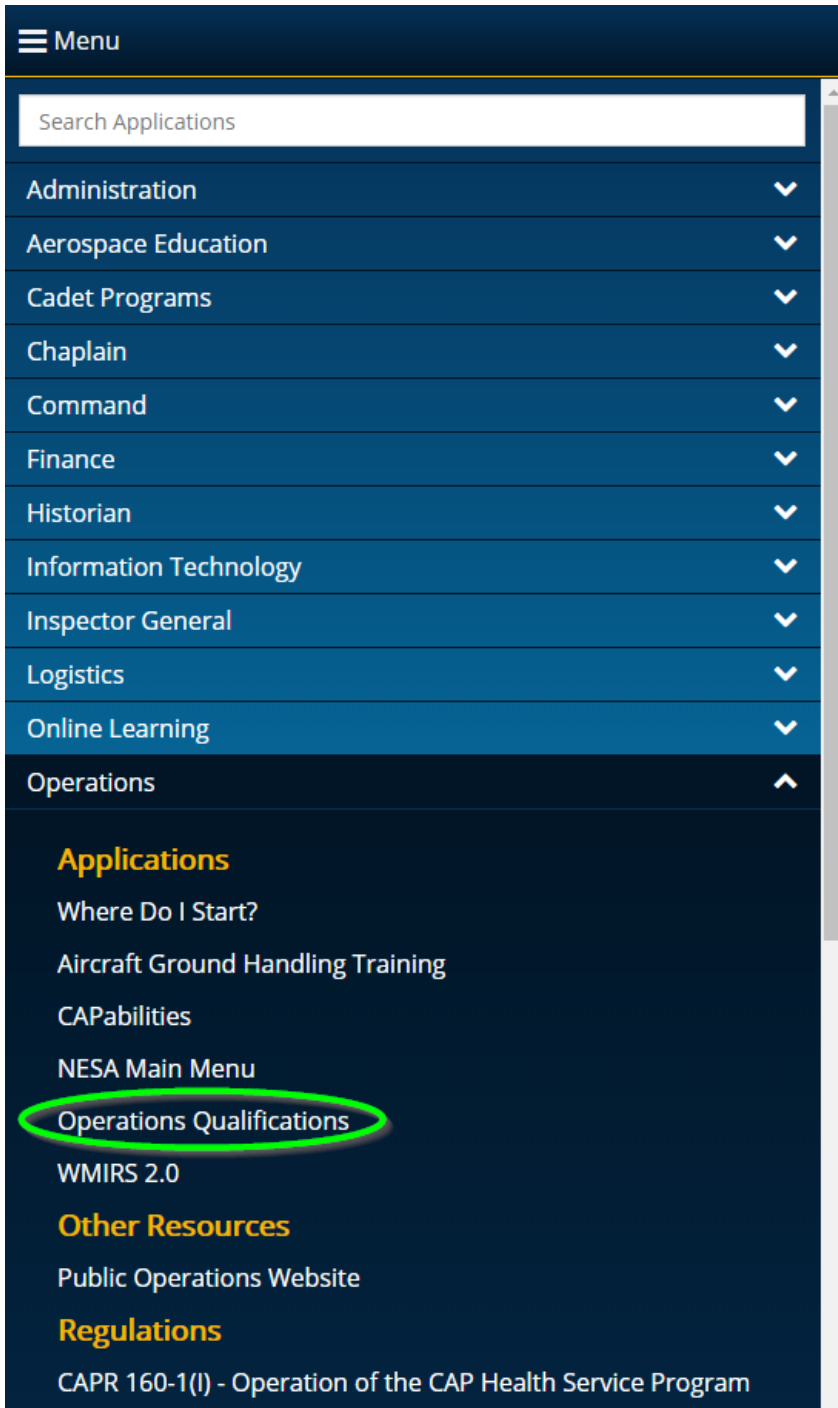 Menu
Search Applications
Administration
Aerospace Education
Cadet Programs
Chaplain
Command
Finance
Historian
Information Technology
Inspector General
Logistics
Online Learning
Operations
Applications
Where Do I Start?
Aircraft Ground Handling Training
CAPabilities
NESA Main Menu
Operations Qualifications
WMIRS 2.0
Other Resources
Public Operations Website
Regulations
CAPR 160-1(I) - Operation of the CAP Health Service Program